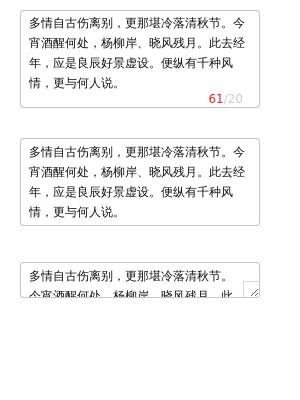 多情自古伤离别，更那堪冷落清秋节。今
宵酒醒何处，杨柳岸、晓风残月。此去经
年，应是良辰好景虚设。便纵有千种风
情，更与何人说。
61/20
多情自古伤离别，更那堪冷落清秋节。今
宵酒醒何处，杨柳岸、晓风残月。此去经
年，应是良辰好景虚设。便纵有千种风
情，更与何人说。
多情自古伤离别，更那堪冷落清秋节。
今宵酒醒何处，杨柳岸、晓风残月。此